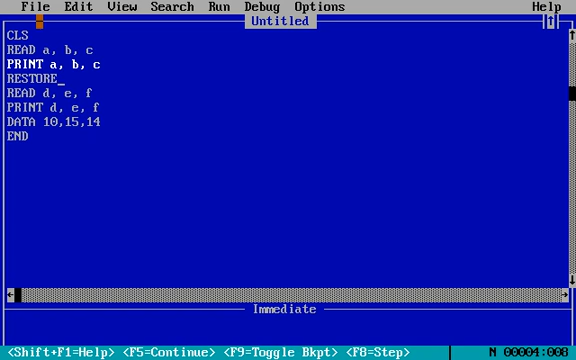 File Edit View Search Run Debug Options Help
Untitled
CLS
READ a, b, c
PRINT a, b, c
RESTORE_
READ d, e, f
PRINT d, e, f
DATA 10,15,14
END
Immediate
<Shift+F1=Help> <F5=Continue> <F9=Toggle Bkpt> <F8=Step> N 00004:008